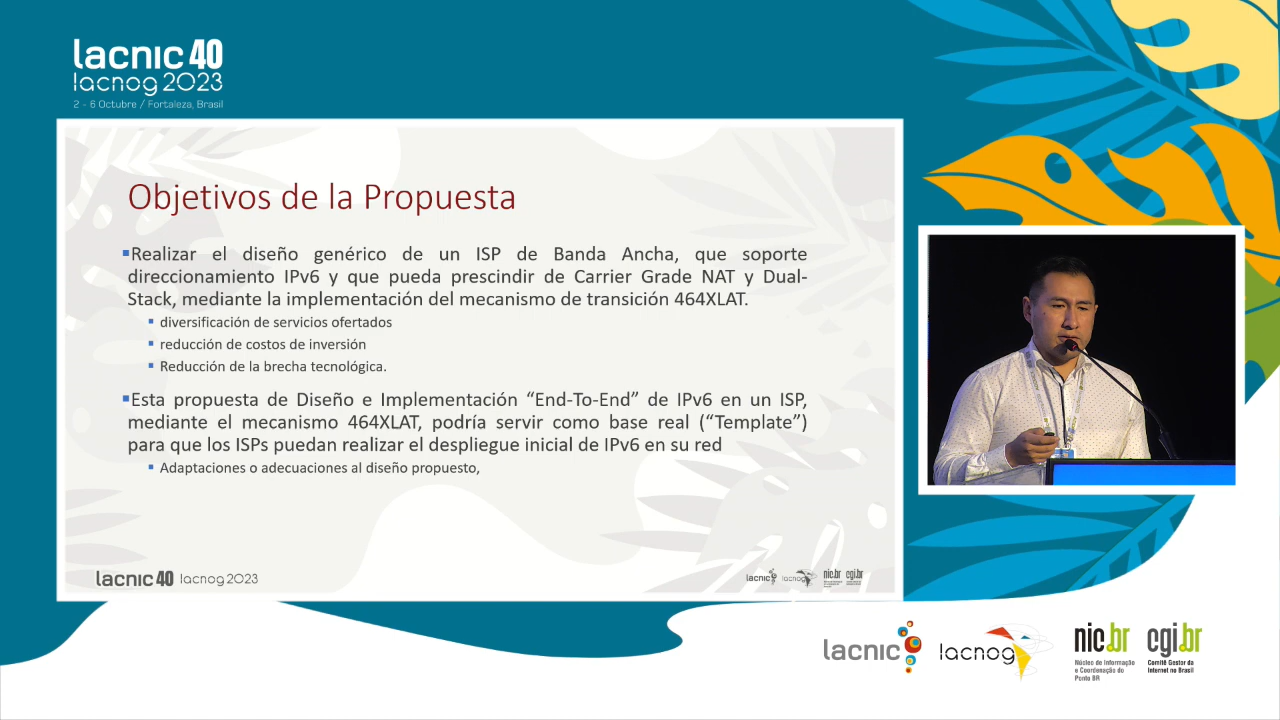 lacnic 40
lacnog 2023
2 - 6 Octubre / Fortaleza, Brasil
Objetivos de la Propuesta
▪Realizar el diseño genérico de un ISP de Banda Ancha, que soporte
direccionamiento IPv6 y que pueda prescindir de Carrier Grade NAT y Dual-
Stack, mediante la implementación del mecanismo de transición 464XLAT.
▪ diversificación de servicios ofertados
▪ reducción de costos de inversión
▪ Reducción de la brecha tecnológica.
▪Esta propuesta de Diseño e Implementación “End-To-End” de IPv6 en un ISP,
mediante el mecanismo 464XLAT, podría servir como base real (“Template”)
para que los ISPs puedan realizar el despliegue inicial de IPv6 en su red
▪ Adaptaciones o adecuaciones al diseño propuesto,
lacnic 40 lacnog 2023
lacnic lacnog nic.br cgi.br
lacnic lacnog nic.br cgi.br
Núcleo de Informação
e Coordenação do
Ponto BR
Comitê Gestor da
Internet no Brasil